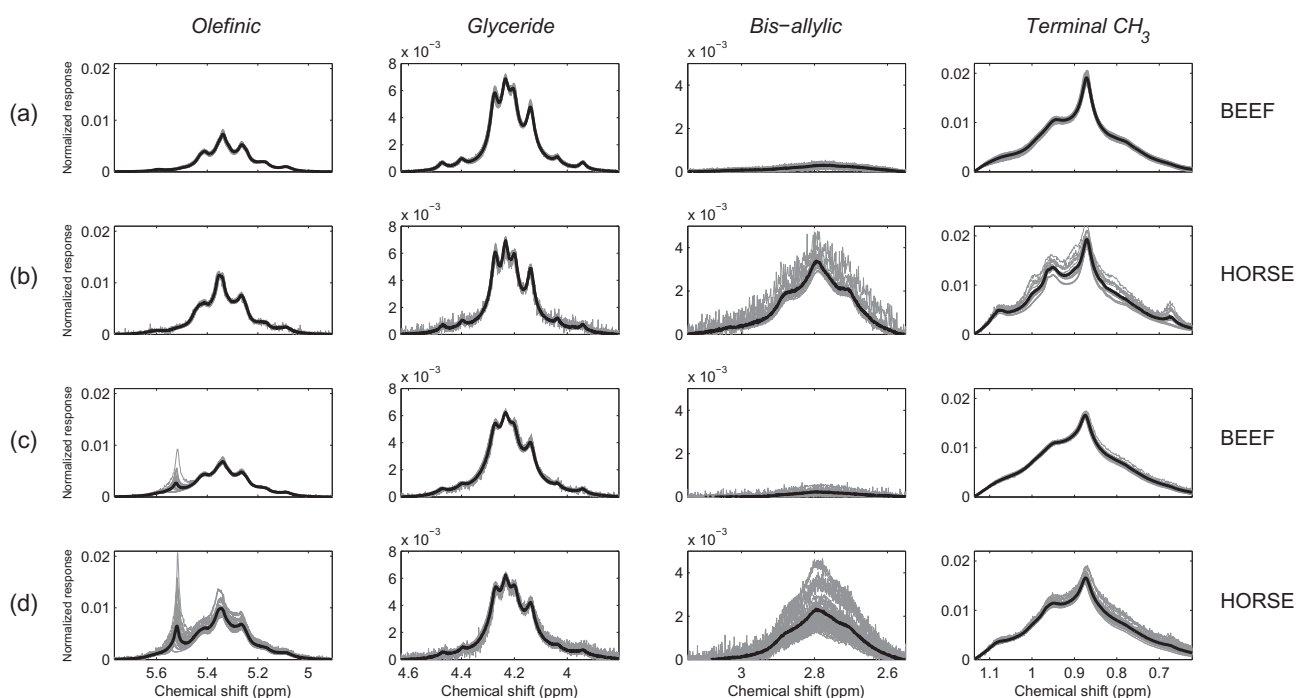 Olefinic Glyceride Bis−allylic Terminal CH3
(a)
Normalized response
0.02
0.01
0
x 10−3
8
6
4
2
0
x 10−3
4
2
0
0.02
0.01
0
BEEF
(b)
Normalized response
0.02
0.01
0
x 10−3
8
6
4
2
0
x 10−3
4
2
0
0.02
0.01
0
HORSE
(c)
Normalized response
0.02
0.01
0
x 10−3
8
6
4
2
0
x 10−3
4
2
0
0.02
0.01
0
BEEF
(d)
Normalized response
0.02
0.01
0
x 10−3
8
6
4
2
0
x 10−3
4
2
0
0.02
0.01
0
HORSE
5.6 5.4 5.2 5 4.6 4.4 4.2 4 3 2.8 2.6 1.1 1 0.9 0.8 0.7
Chemical shift (ppm) Chemical shift (ppm) Chemical shift (ppm) Chemical shift (ppm)